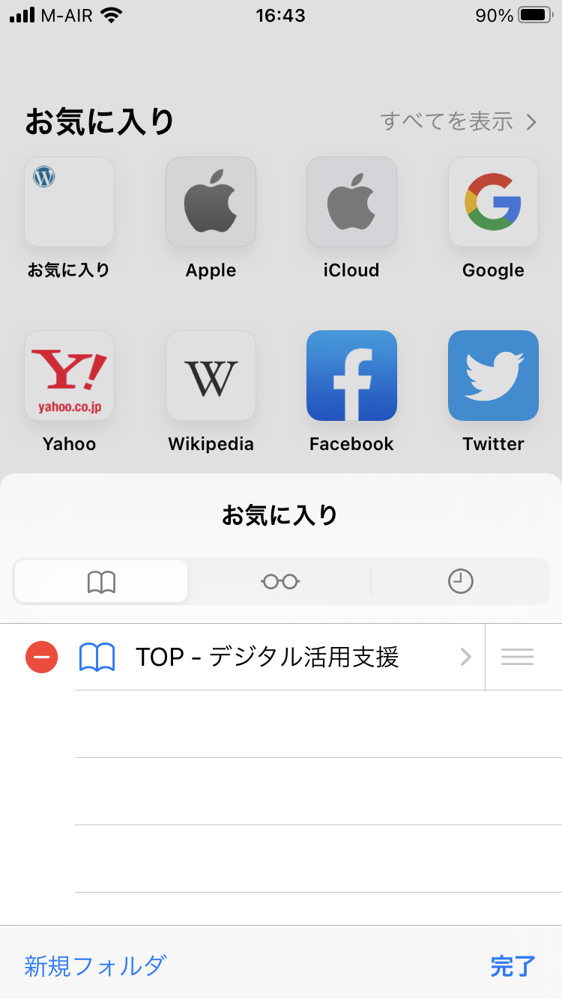 M-AIR 16:43 90%
お気に入り すべてを表示
お気に入り Apple iCloud Google
yahoo.co.jp
Yahoo Wikipedia Facebook Twitter
お気に入り
TOP - デジタル活用支援
新規フォルダ 完了